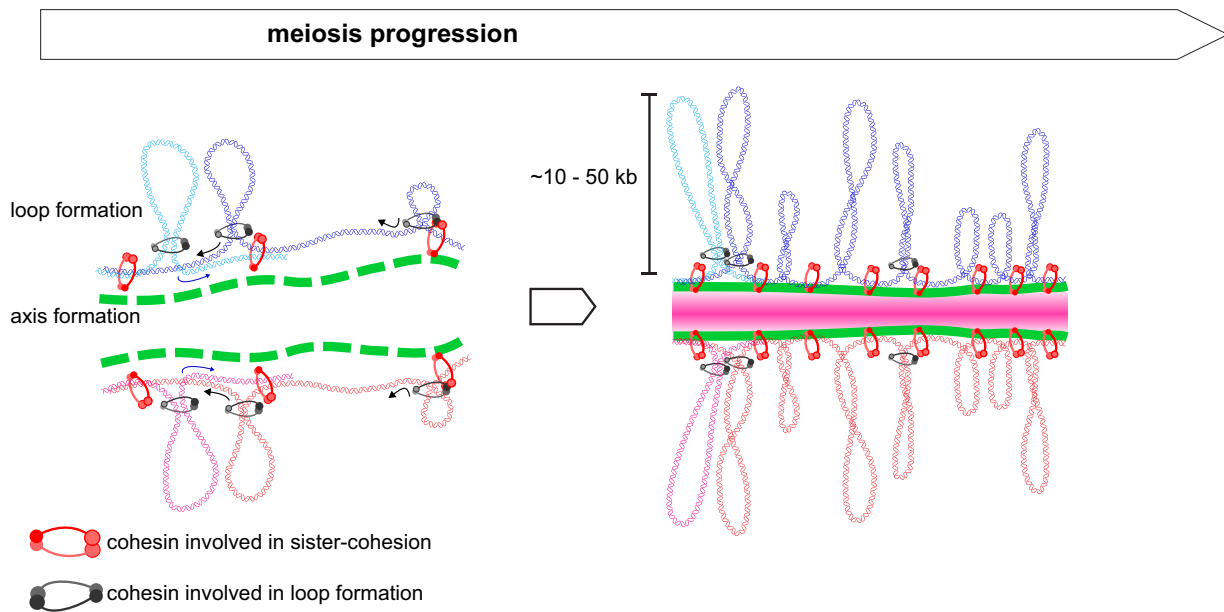 meiosis progression
loop formation
~10 - 50 kb
axis formation
cohesin involved in sister-cohesion
cohesin involved in loop formation